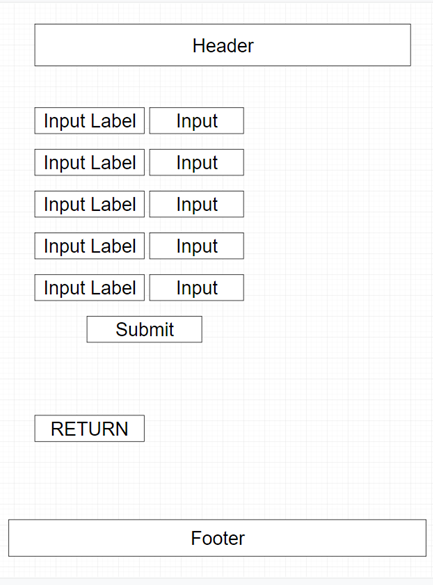 Header
Input Label Input
Input Label Input
Input Label Input
Input Label Input
Input Label Input
Submit
RETURN
Footer